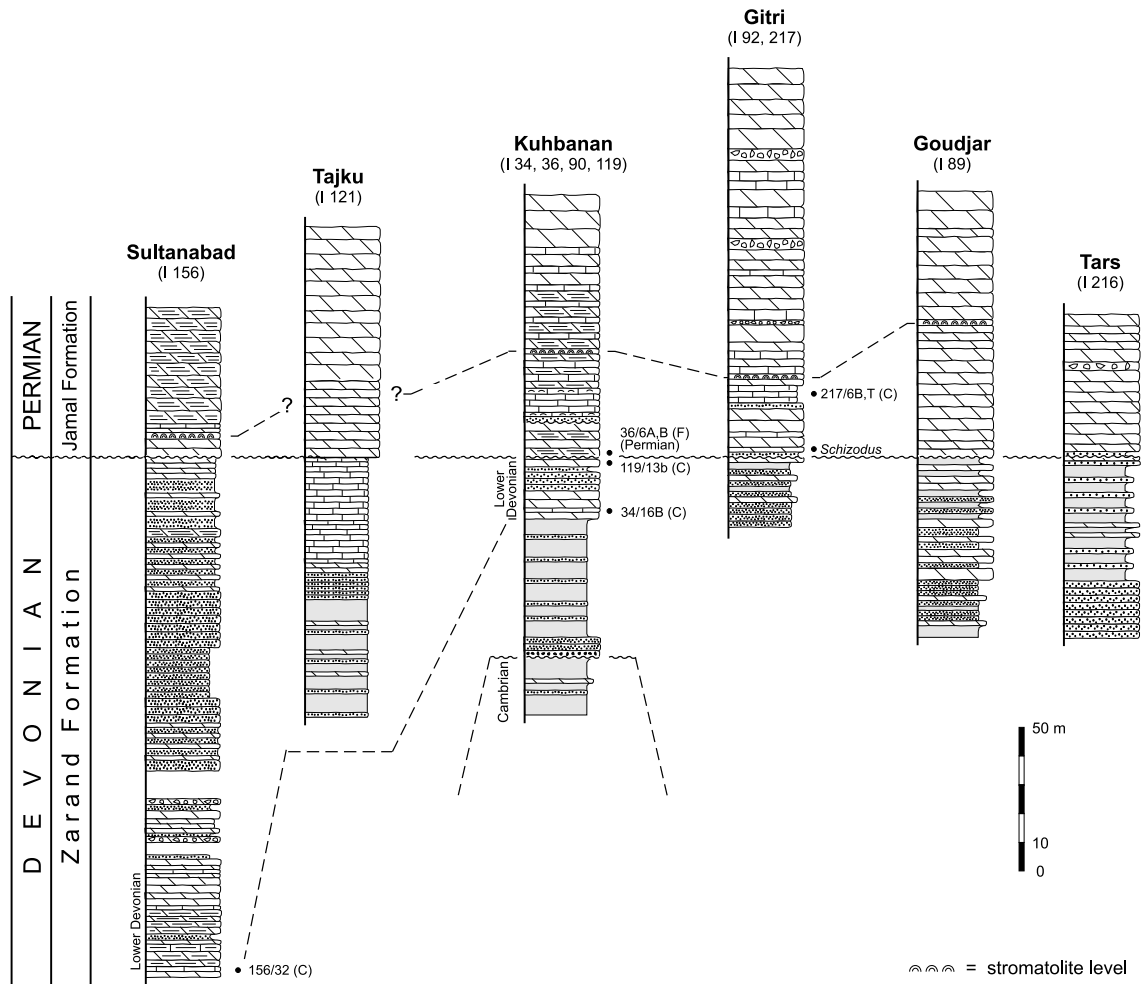 Gitri
(I 92, 217)
Kuhbanan
(I 34, 36, 90, 119)
Goudjar
(I 89)
Tajku
(I 121)
Sultanabad
(I 156)
Tars
(I 216)
PERMIAN
Jamal Formation
?
?
217/6B,T (C)
36/6A,B (F)
(Permian)
Schizodus
119/13b (C)
Lower
Devonian
34/16B (C)
DEVONIAN
Zarand Formation
Cambrian
50 m
10
0
Lower Devonian
156/32 (C)
= stromatolite level